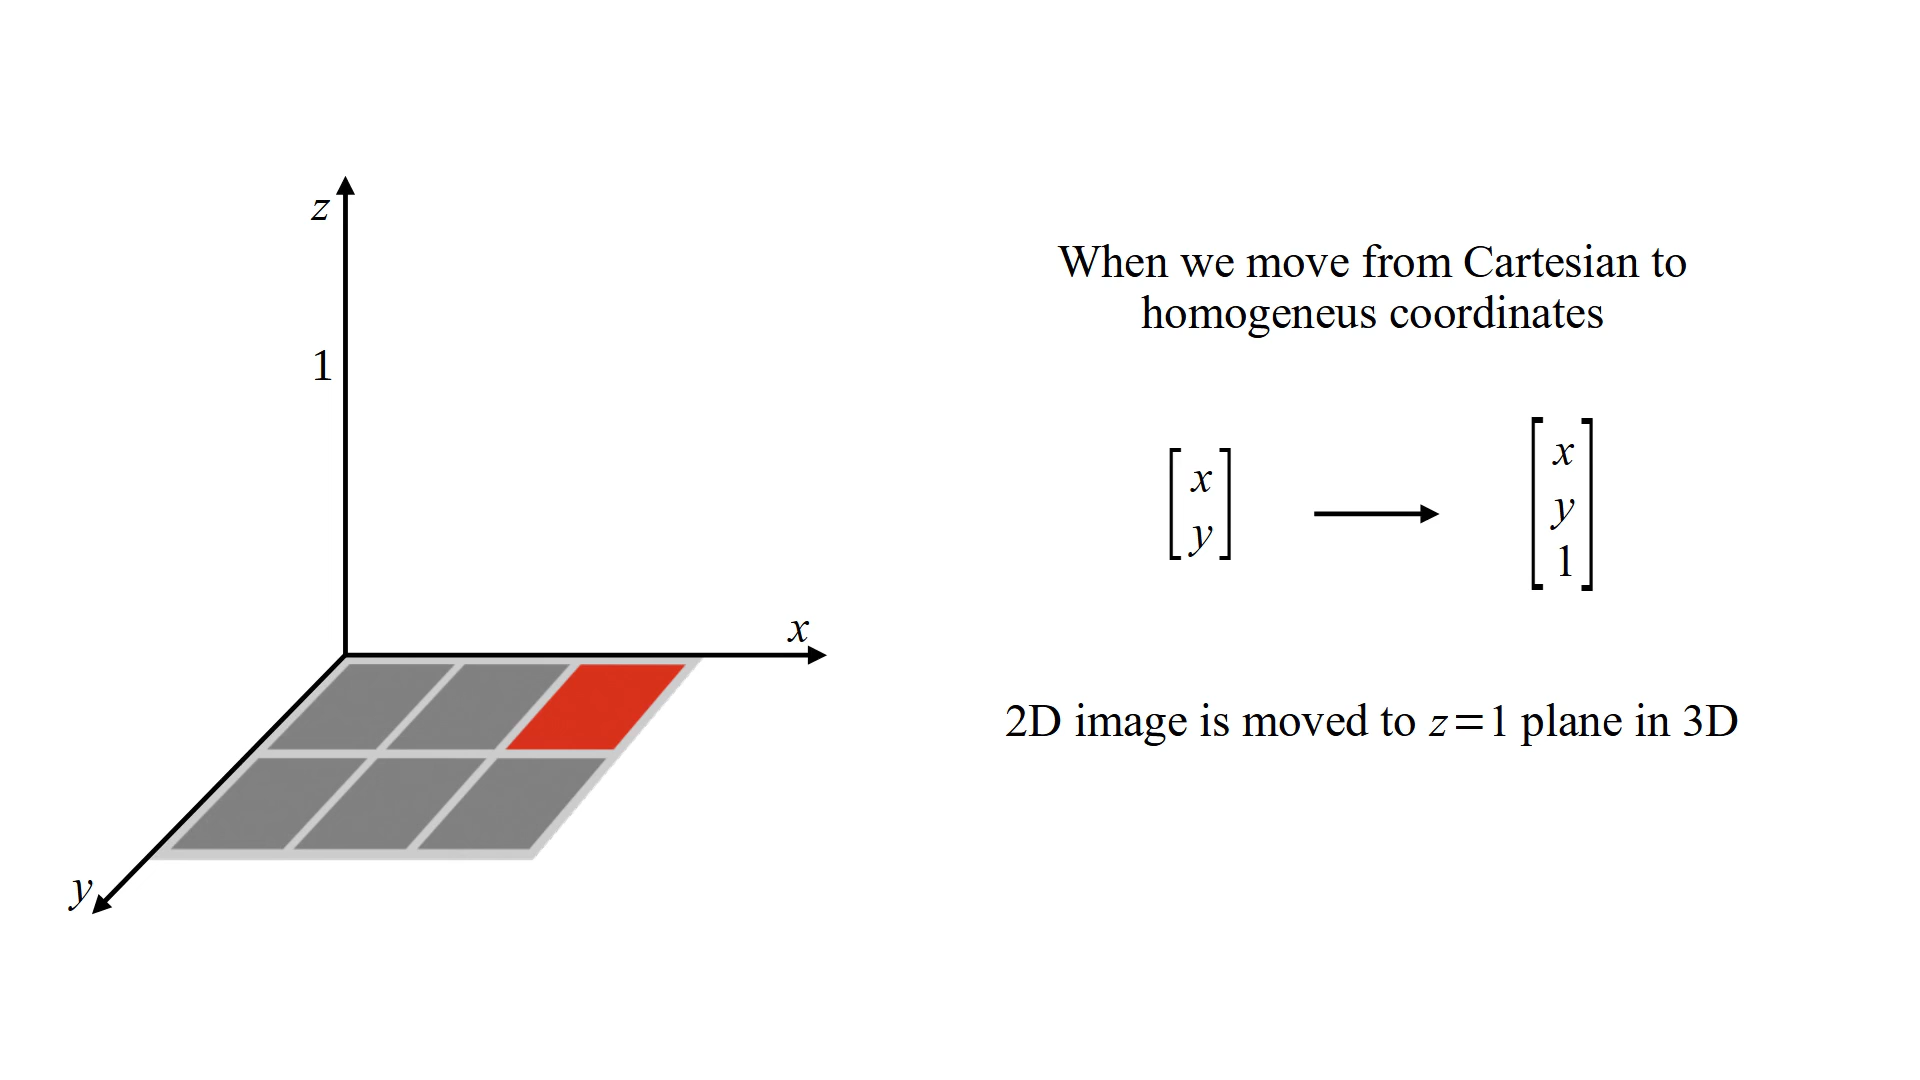 z
1
x
y
When we move from Cartesian to
homogeneus coordinates
x
y
x
y
1
2D image is moved to z=1 plane in 3D